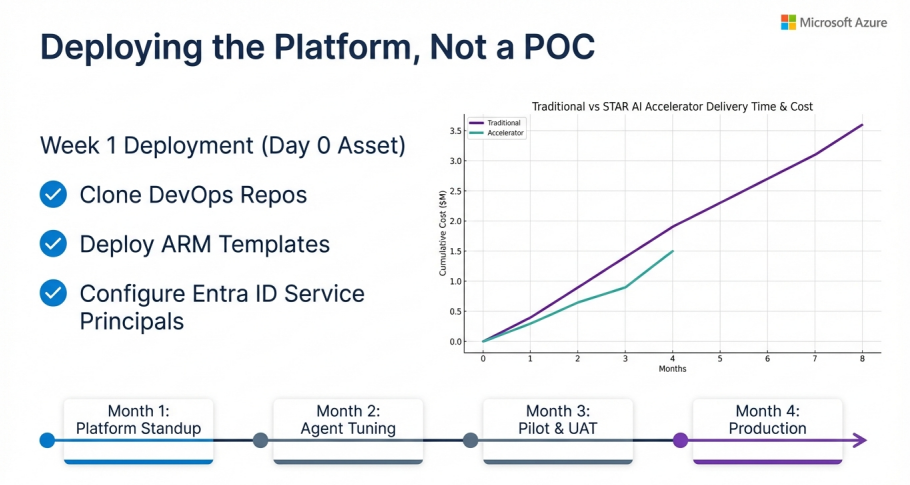 Microsoft Azure
Deploying the Platform, Not a POC
Week 1 Deployment (Day 0 Asset)
Clone DevOps Repos
Deploy ARM Templates
Configure Entra ID Service
Principals
Traditional vs STAR AI Accelerator Delivery Time & Cost
Traditional
Accelerator
Cumulative Cost ($M)
3.5
3.0
2.5
2.0
1.5
1.0
0.5
0.0
0 1 2 3 4 5 6 7 8
Months
Month 1:
Platform Standup
Month 2:
Agent Tuning
Month 3:
Pilot & UAT
Month 4:
Production